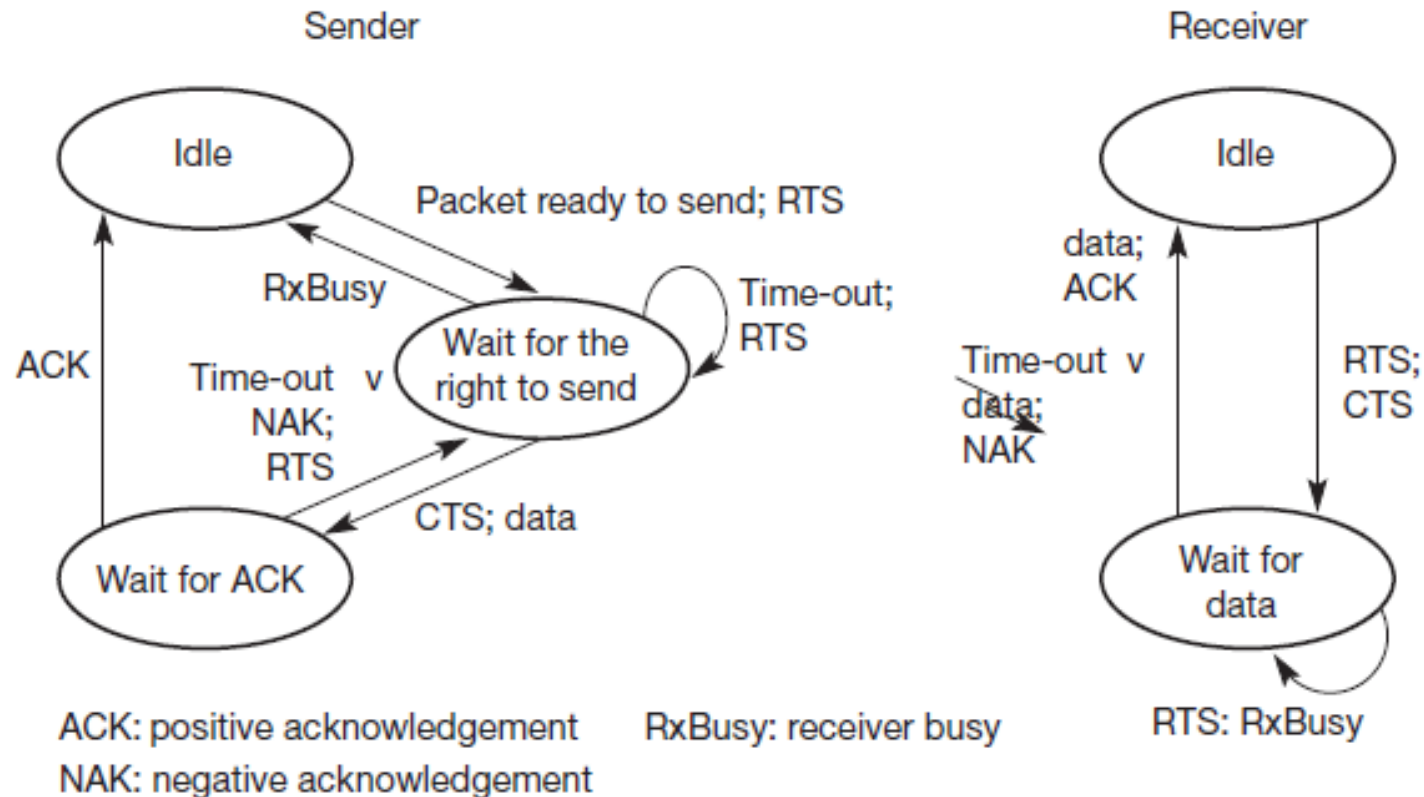 Sender
Receiver
Idle
Idle
Packet ready to send; RTS
RxBusy
Time-out;
RTS
Wait for the
right to send
ACK
Time-out v
NAK;
RTS
CTS; data
Wait for ACK
data;
ACK
Time-out v
data;
NAK
RTS;
CTS
Wait for
data
RTS: RxBusy
ACK: positive acknowledgement
RxBusy: receiver busy
NAK: negative acknowledgement